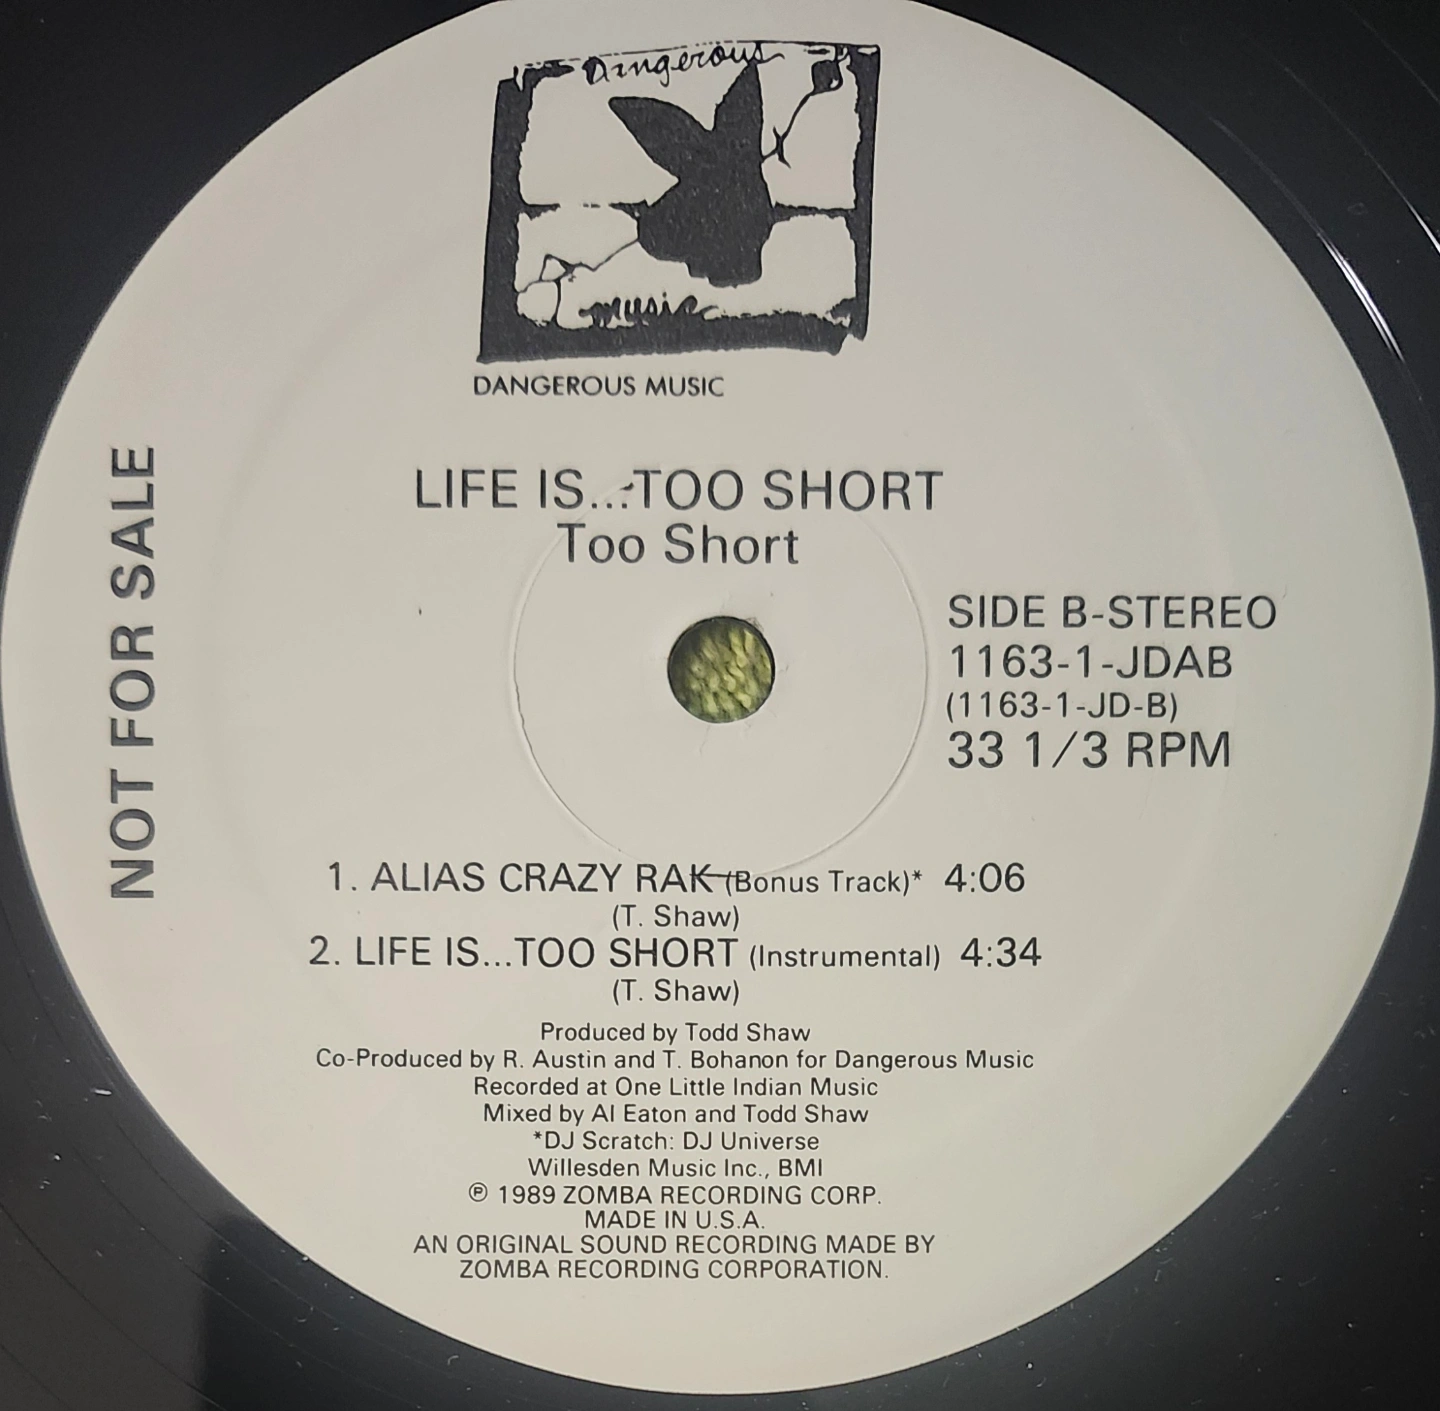 Dangerous
music
DANGEROUS MUSIC
NOT FOR SALE
LIFE IS...TOO SHORT
Too Short
SIDE B-STEREO
1163-1-JDAB
(1163-1-JD-B)
33 1/3 RPM
1. ALIAS CRAZY RAK (Bonus Track)* 4:06
(T. Shaw)
2. LIFE IS...TOO SHORT (Instrumental) 4:34
(T. Shaw)
Produced by Todd Shaw
Co-Produced by R. Austin and T. Bohanon for Dangerous Music
Recorded at One Little Indian Music
Mixed by Al Eaton and Todd Shaw
*DJ Scratch: DJ Universe
Willesden Music Inc., BMI
℗ 1989 ZOMBA RECORDING CORP.
MADE IN U.S.A.
AN ORIGINAL SOUND RECORDING MADE BY
ZOMBA RECORDING CORPORATION.